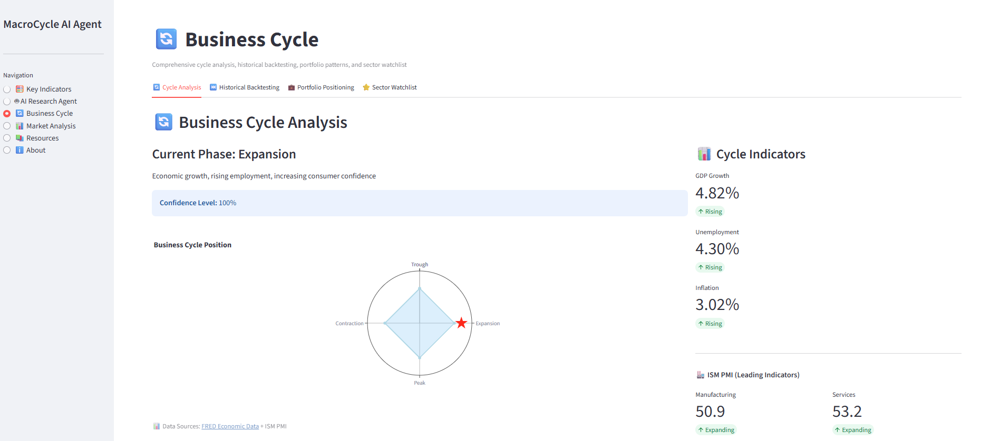 MacroCycle AI Agent
Navigation
Key Indicators
AI Research Agent
Business Cycle
Market Analysis
Resources
About
Business Cycle
Comprehensive cycle analysis, historical backtesting, portfolio patterns, and sector watchlist
Cycle Analysis Historical Backtesting Portfolio Positioning Sector Watchlist
Business Cycle Analysis
Current Phase: Expansion
Economic growth, rising employment, increasing consumer confidence
Confidence Level: 100%
Business Cycle Position
Trough
Contraction
Expansion
Peak
Data Sources: FRED Economic Data + ISM PMI
Cycle Indicators
GDP Growth
4.82%
↑ Rising
Unemployment
4.30%
↑ Rising
Inflation
3.02%
↑ Rising
ISM PMI (Leading Indicators)
Manufacturing
50.9
↑ Expanding
Services
53.2
↑ Expanding